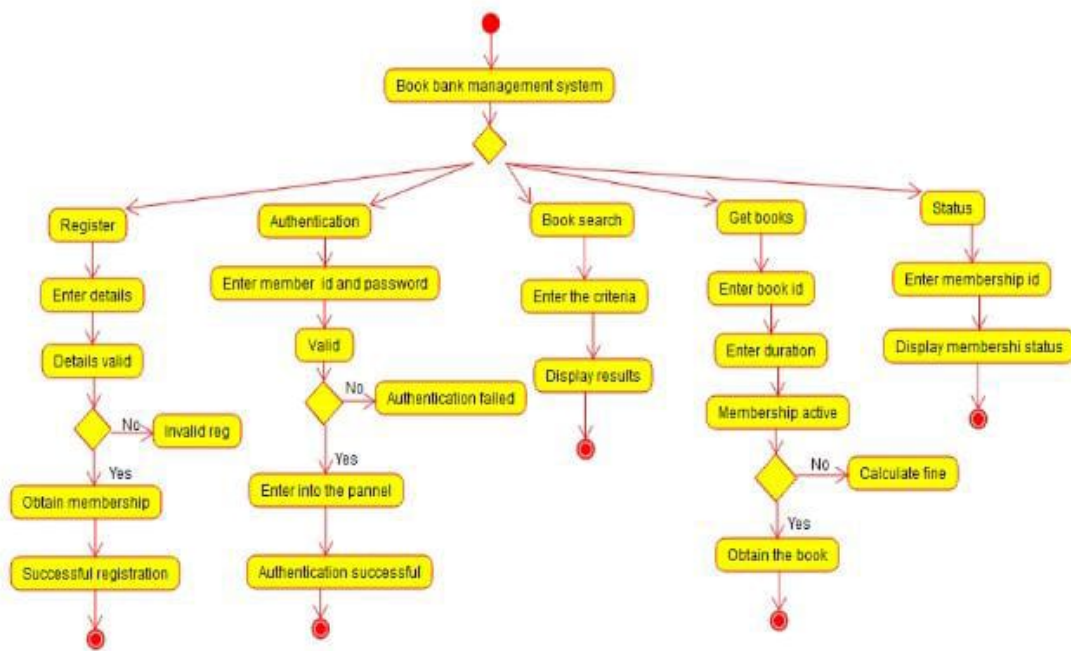 Book bank management system
Register
Authentication
Book search
Get books
Status
Enter details
Enter member id and password
Enter the criteria
Enter book id
Enter membership id
Details valid
Valid
Display results
Enter duration
Display membershi status
No
Invalid reg
No
Authentication failed
Membership active
Yes
Obtain membership
Yes
Enter into the pannel
No
Calculate fine
Yes
Obtain the book
Successful registration
Authentication successful